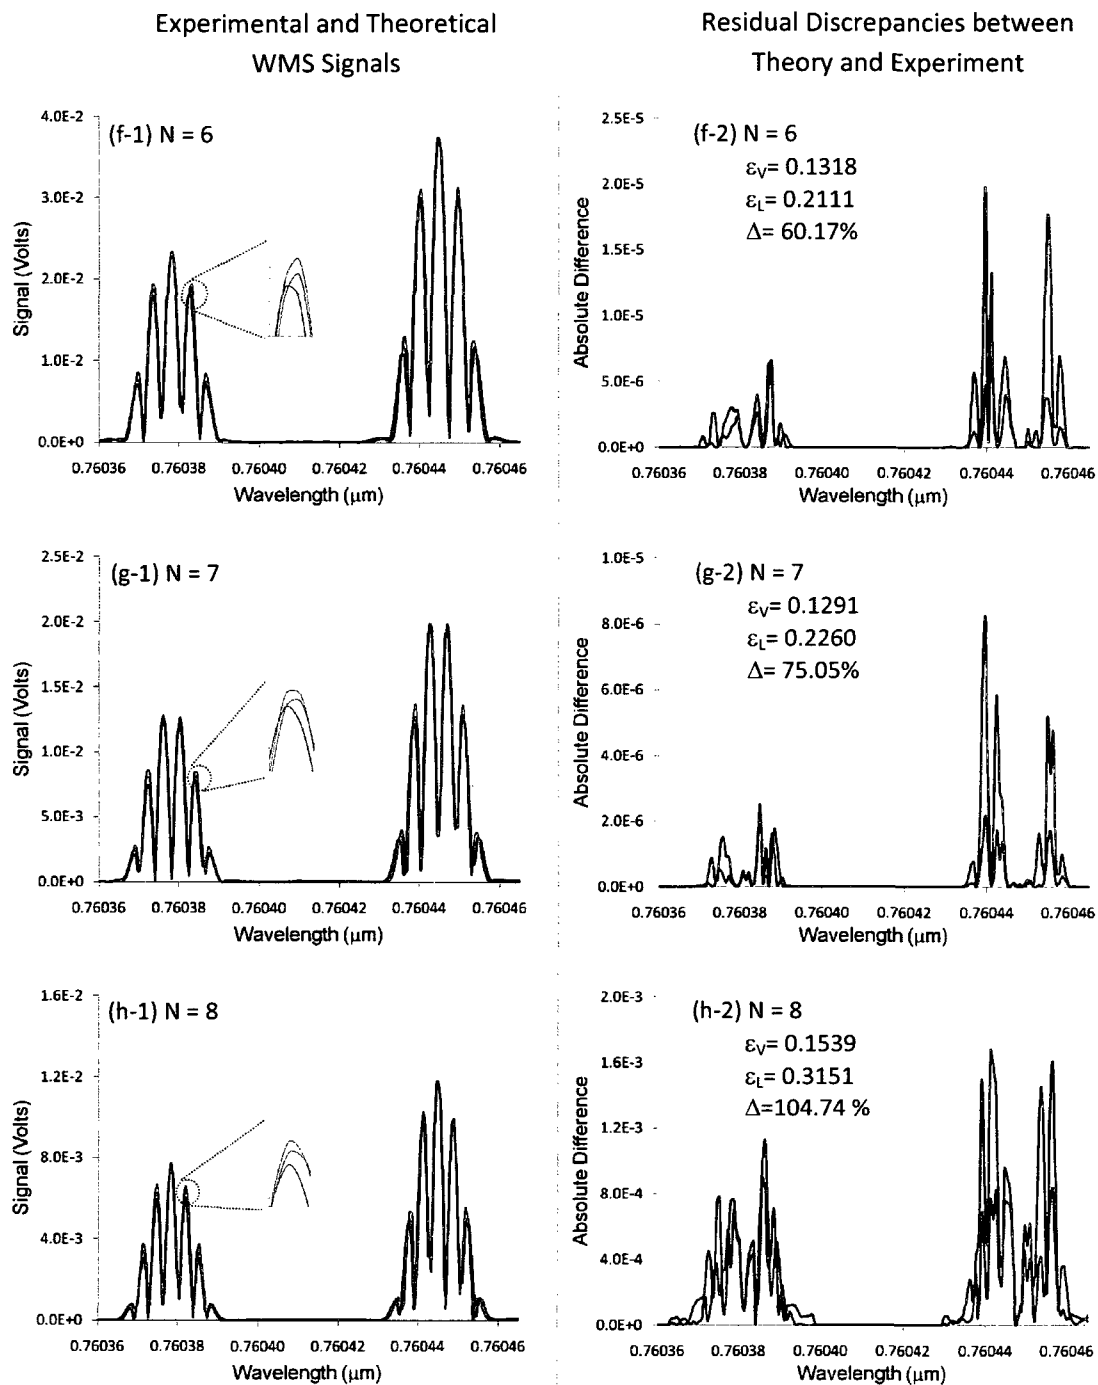 Experimental and Theoretical
WMS Signals
Residual Discrepancies between
Theory and Experiment
(f-1) N = 6
4.0E-2
3.0E-2
2.0E-2
1.0E-2
0.0E+0
Signal (Volts)
0.76036 0.76038 0.76040 0.76042 0.76044 0.76046
Wavelength (μm)
(f-2) N = 6
εV= 0.1318
εL= 0.2111
Δ= 60.17%
2.5E-5
2.0E-5
1.5E-5
1.0E-5
5.0E-6
0.0E+0
Absolute Difference
0.76036 0.76038 0.76040 0.76042 0.76044 0.76046
Wavelength (μm)
(g-1) N = 7
2.5E-2
2.0E-2
1.5E-2
1.0E-2
5.0E-3
0.0E+0
Signal (Volts)
0.76036 0.76038 0.76040 0.76042 0.76044 0.76046
Wavelength (μm)
(g-2) N = 7
εV= 0.1291
εL= 0.2260
Δ= 75.05%
1.0E-5
8.0E-6
6.0E-6
4.0E-6
2.0E-6
0.0E+0
Absolute Difference
0.76036 0.76038 0.76040 0.76042 0.76044 0.76046
Wavelength (μm)
(h-1) N = 8
1.6E-2
1.2E-2
8.0E-3
4.0E-3
0.0E+0
Signal (Volts)
0.76036 0.76038 0.76040 0.76042 0.76044 0.76046
Wavelength (μm)
(h-2) N = 8
εV= 0.1539
εL= 0.3151
Δ=104.74 %
2.0E-3
1.6E-3
1.2E-3
8.0E-4
4.0E-4
0.0E+0
Absolute Difference
0.76036 0.76038 0.76040 0.76042 0.76044 0.76046
Wavelength (μm)